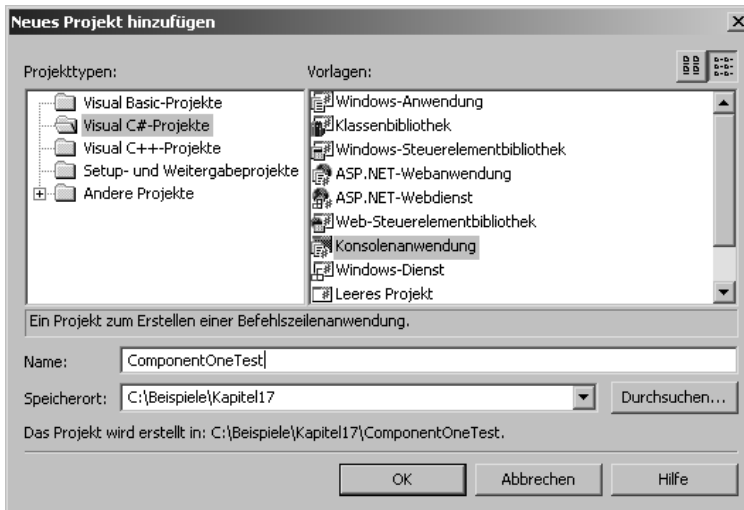 Neues Projekt hinzufügen
Projekttypen:
Vorlagen:
Visual Basic-Projekte
Visual C#-Projekte
Visual C++-Projekte
Setup- und Weitergabeprojekte
Andere Projekte
Windows-Anwendung
Klassenbibliothek
Windows-Steuerelementbibliothek
ASP.NET-Webanwendung
ASP.NET-Webdienst
Web-Steuerelementbibliothek
Konsolenanwendung
Windows-Dienst
Leeres Projekt
Ein Projekt zum Erstellen einer Befehlszeilenanwendung.
Name: ComponentOneTest
Speicherort: C:\Beispiele\Kapitel17 Durchsuchen...
Das Projekt wird erstellt in: C:\Beispiele\Kapitel17\ComponentOneTest.
OK Abbrechen Hilfe